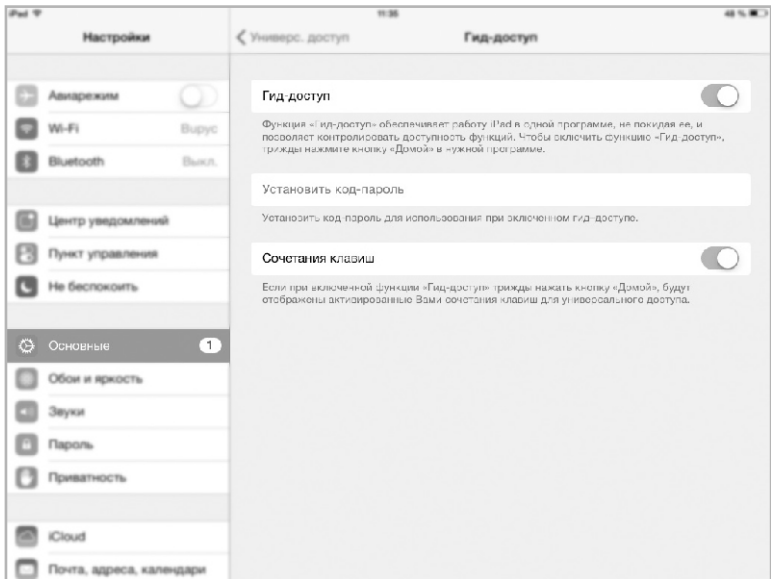 iPad 11:35 48 %
Настройки
Авиарежим
Wi-Fi Вирус
Bluetooth Выкл.
Центр уведомлений
Пункт управления
Не беспокоить
Основные 1
Обои и яркость
Звуки
Пароль
Приватность
iCloud
Почта, адреса, календари
Универс. доступ Гид-доступ
Гид-доступ
Функция «Гид-доступ» обеспечивает работу iPad в одной программе, не покидая ее, и
позволяет контролировать доступность функций. Чтобы включить функцию «Гид-доступ»,
трижды нажмите кнопку «Домой» в нужной программе.
Установить код-пароль
Установить код-пароль для использования при включенном гид-доступе.
Сочетания клавиш
Если при включенной функции «Гид-доступ» трижды нажать кнопку «Домой», будут
отображены активированные Вами сочетания клавиш для универсального доступа.